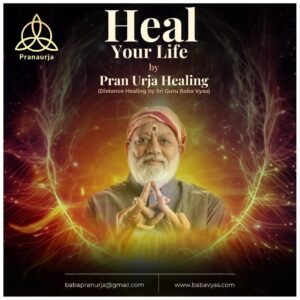 Pranaurja
Heal
Your Life
by
Pran Urja Healing
(Distance Healing by Sri Guru Baba Vyas)
babapranurja@gmail.com
www.babavyas.com